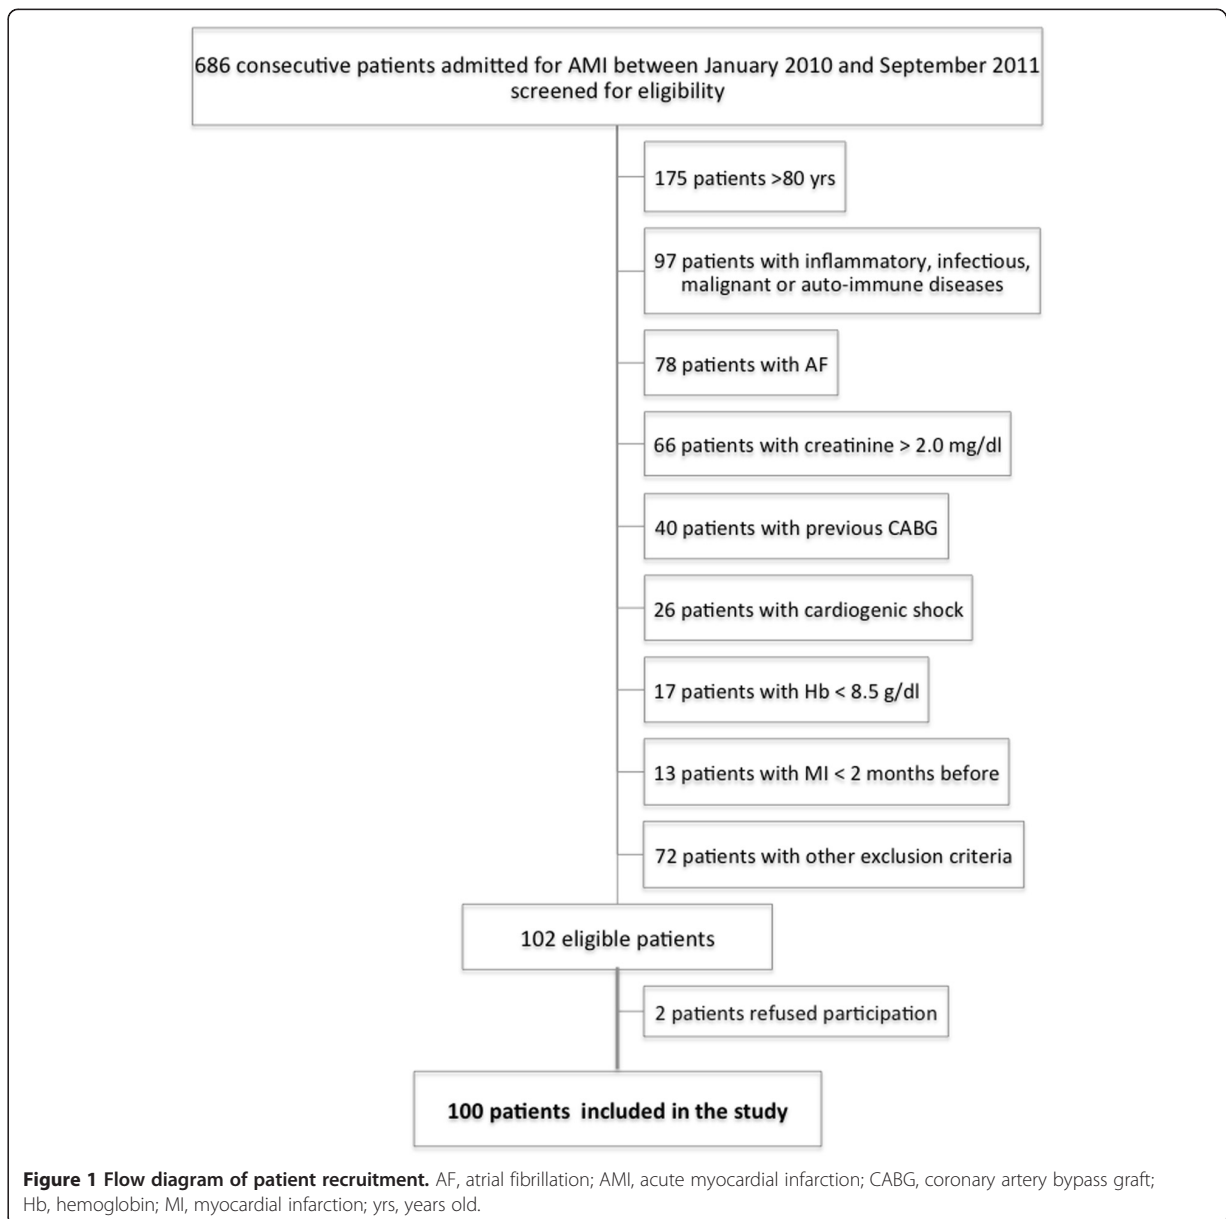 686 consecutive patients admitted for AMI between January 2010 and September 2011
screened for eligibility
175 patients >80 yrs
97 patients with inflammatory, infectious,
malignant or auto-immune diseases
78 patients with AF
66 patients with creatinine > 2.0 mg/dl
40 patients with previous CABG
26 patients with cardiogenic shock
17 patients with Hb < 8.5 g/dl
13 patients with MI < 2 months before
72 patients with other exclusion criteria
102 eligible patients
2 patients refused participation
100 patients included in the study
Figure 1 Flow diagram of patient recruitment. AF, atrial fibrillation; AMI, acute myocardial infarction; CABG, coronary artery bypass graft;
Hb, hemoglobin; MI, myocardial infarction; yrs, years old.